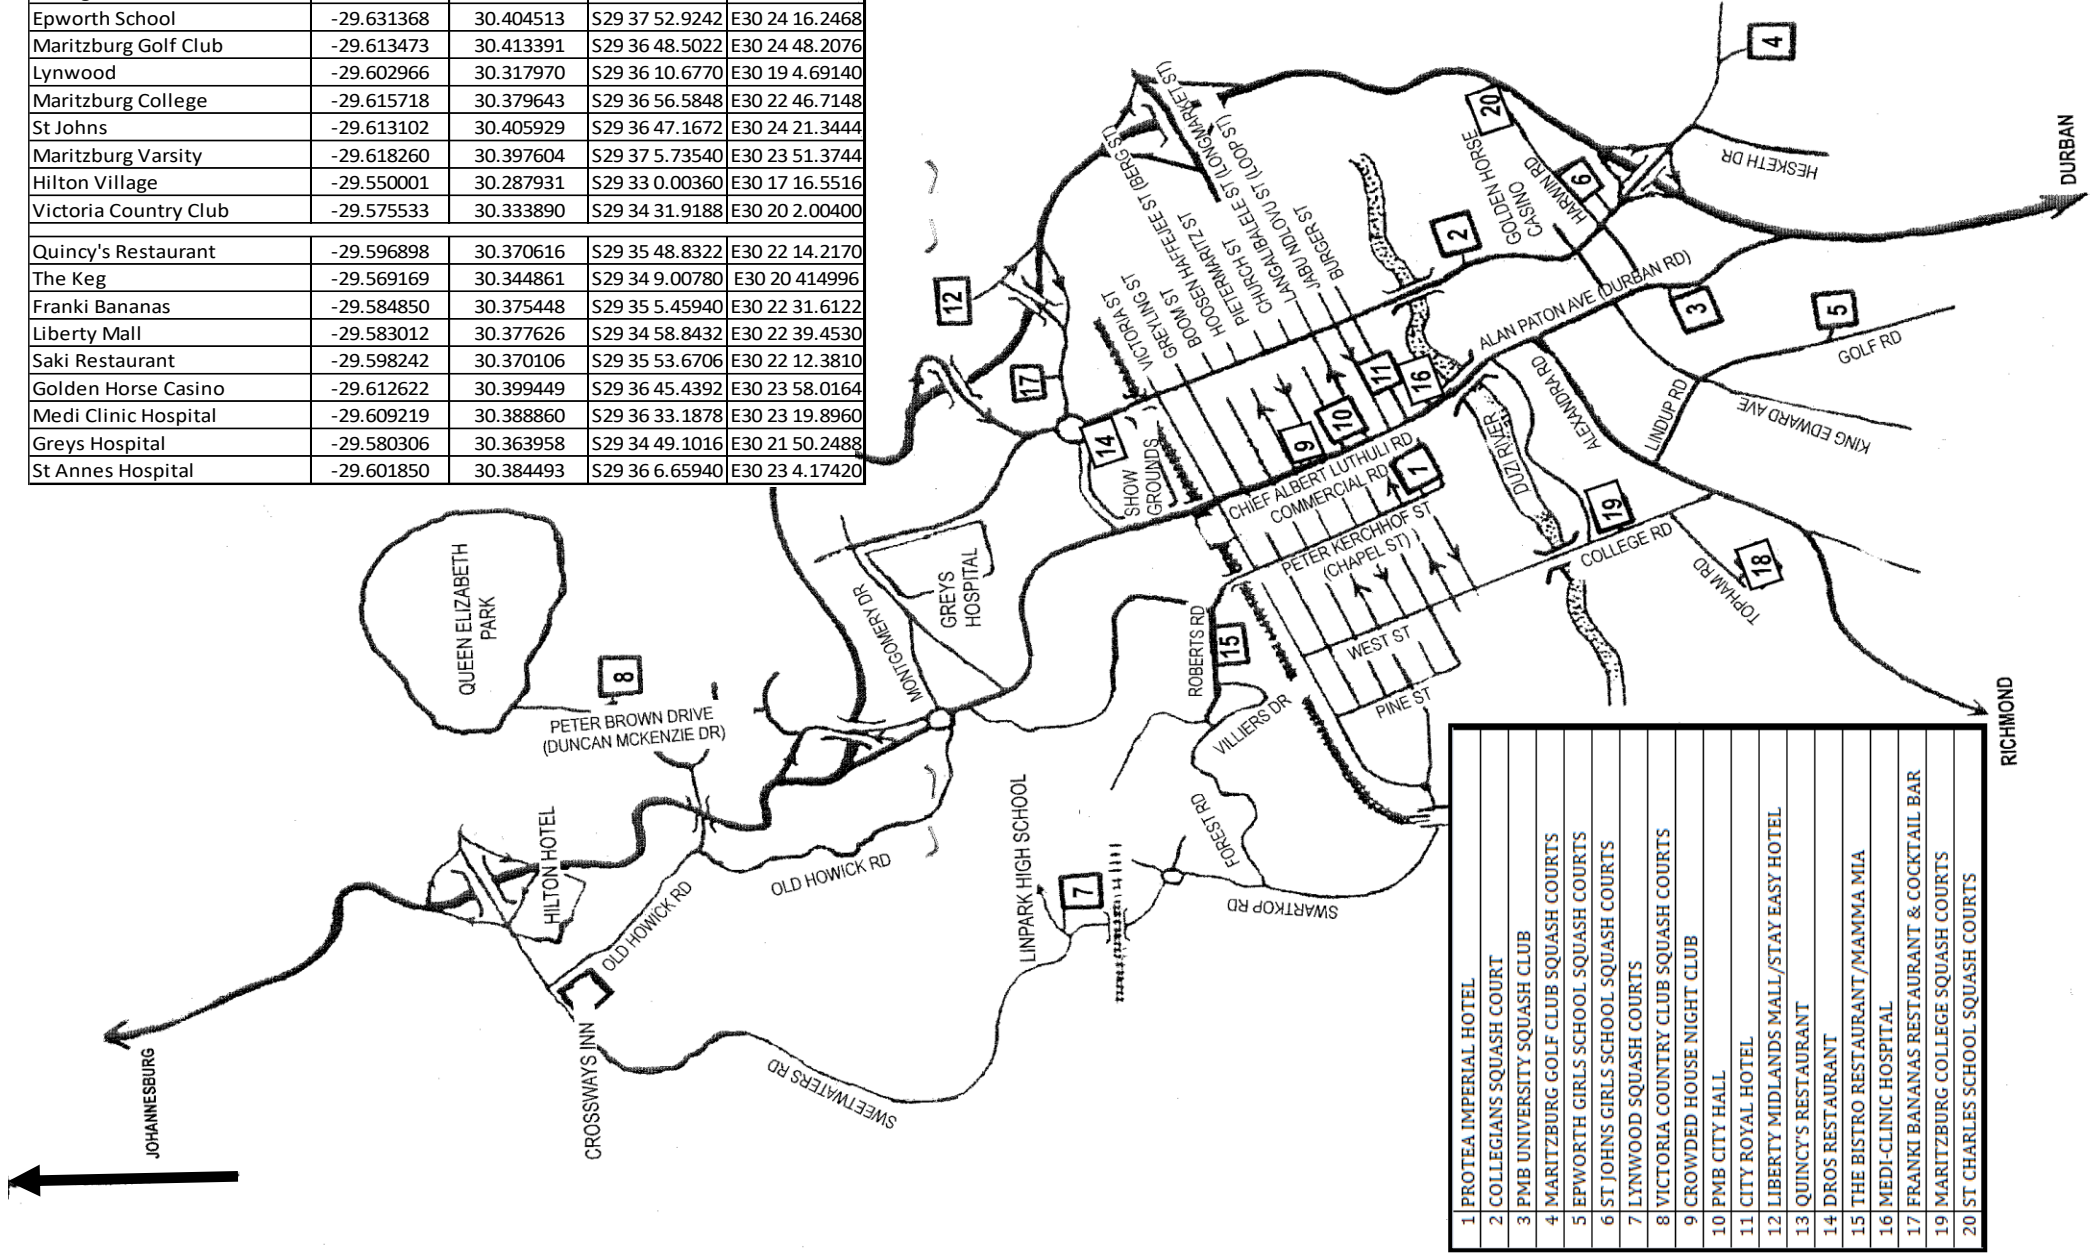 Epworth School -29.631368 30.404513 S29 37 52.9242 E30 24 16.2468
Maritzburg Golf Club -29.613473 30.413391 S29 36 48.5022 E30 24 48.2076
Lynwood -29.602966 30.317970 S29 36 10.6770 E30 19 4.69140
Maritzburg College -29.615718 30.379643 S29 36 56.5848 E30 22 46.7148
St Johns -29.613102 30.405929 S29 36 47.1672 E30 24 21.3444
Maritzburg Varsity -29.618260 30.397604 S29 37 5.73540 E30 23 51.3744
Hilton Village -29.550001 30.287931 S29 33 0.00360 E30 17 16.5516
Victoria Country Club -29.575533 30.333890 S29 34 31.9188 E30 20 2.00400
Quincy's Restaurant -29.596898 30.370616 S29 35 48.8322 E30 22 14.2170
The Keg -29.569169 30.344861 S29 34 9.00780 E30 20 414996
Franki Bananas -29.584850 30.375448 S29 35 5.45940 E30 22 31.6122
Liberty Mall -29.583012 30.377626 S29 34 58.8432 E30 22 39.4530
Saki Restaurant -29.598242 30.370106 S29 35 53.6706 E30 22 12.3810
Golden Horse Casino -29.612622 30.399449 S29 36 45.4392 E30 23 58.0164
Medi Clinic Hospital -29.609219 30.388860 S29 36 33.1878 E30 23 19.8960
Greys Hospital -29.580306 30.363958 S29 34 49.1016 E30 21 50.2488
St Annes Hospital -29.601850 30.384493 S29 36 6.65940 E30 23 4.17420
JOHANNESBURG
CROSSWAYS INN
HILTON HOTEL
OLD HOWICK RD
OLD HOWICK RD
SWEETWATERS RD
QUEEN ELIZABETH
PARK
8
PETER BROWN DRIVE
(DUNCAN MCKENZIE DR)
MONTGOMERY DR
GREYS
HOSPITAL
LINPARK HIGH SCHOOL
7
SWARTKOP RD
FOREST RD
VILLIERS DR
ROBERTS RD
15
12
17
14
SHOW
GROUNDS
VICTORIA ST
GREYLING ST
BOOM ST
HOOSEN HAFFEJEE ST (BERG ST)
PIETERMARITZ ST
CHURCH ST
LANGALIBALELE ST (LONGMARKET ST)
JABU NDLOVU ST (LOOP ST)
BURGER ST
9
10
11
16
1
CHIEF ALBERT LUTHULI RD
COMMERCIAL RD
PETER KERCHHOF ST
(CHAPEL ST)
WEST ST
PINE ST
DUZI RIVER
19
COLLEGE RD
TOPHAM RD
18
ALEXANDRA RD
LINDUP RD
KING EDWARD AVE
GOLF RD
5
3
ALAN PATON AVE (DURBAN RD)
2
GOLDEN HORSE
CASINO
HARWIN RD
20
6
4
HESKETH DR
DURBAN
RICHMOND
1 PROTEA IMPERIAL HOTEL
2 COLLEGIANS SQUASH COURT
3 PMB UNIVERSITY SQUASH CLUB
4 MARITZBURG GOLF CLUB SQUASH COURTS
5 EPWORTH GIRLS SCHOOL SQUASH COURTS
6 ST JOHNS GIRLS SCHOOL SQUASH COURTS
7 LYNWOOD SQUASH COURTS
8 VICTORIA COUNTRY CLUB SQUASH COURTS
9 CROWDED HOUSE NIGHT CLUB
10 PMB CITY HALL
11 CITY ROYAL HOTEL
12 LIBERTY MIDLANDS MALL/STAY EASY HOTEL
13 QUINCY'S RESTAURANT
14 DROS RESTAURANT
15 THE BISTRO RESTAURANT/MAMMA MIA
16 MEDI-CLINIC HOSPITAL
17 FRANKI BANANAS RESTAURANT & COCKTAIL BAR
19 MARITZBURG COLLEGE SQUASH COURTS
20 ST CHARLES SCHOOL SQUASH COURTS